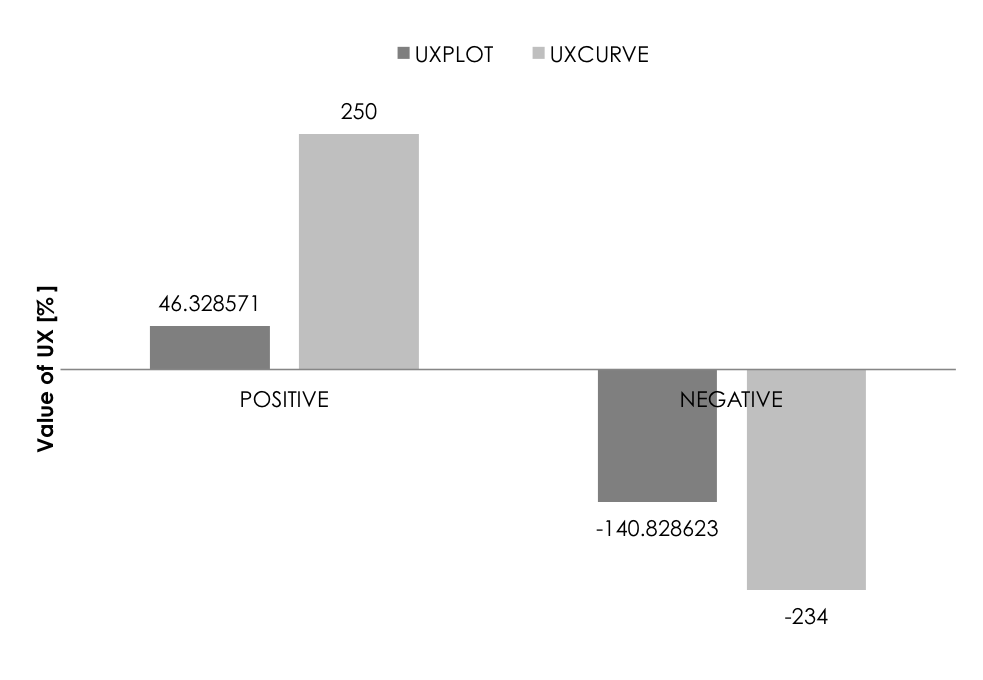 UXPLOT UXCURVE
250
46.328571
Value of UX [%]
POSITIVE
NEGATIVE
-140.828623
-234